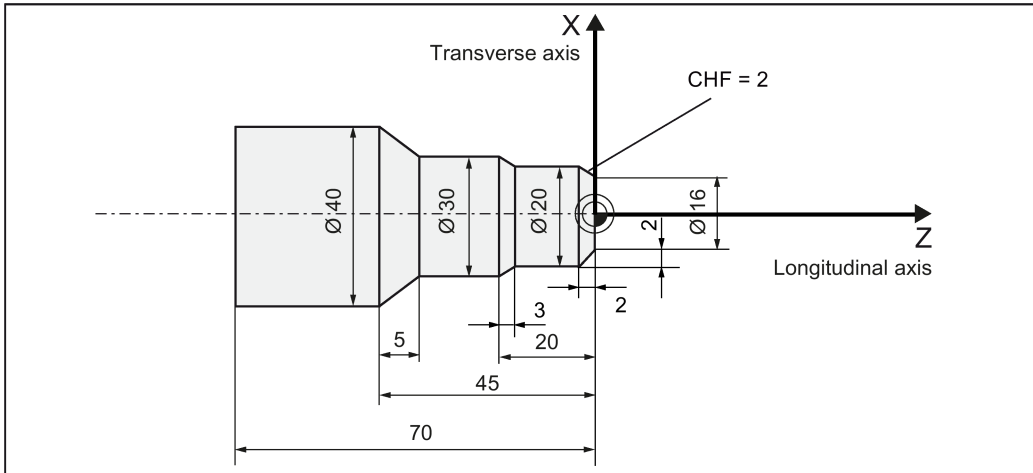 X
Transverse axis
CHF = 2
Ø 40
Ø 30
Ø 20
2
Ø 16
Z
Longitudinal axis
2
3
5
20
45
70